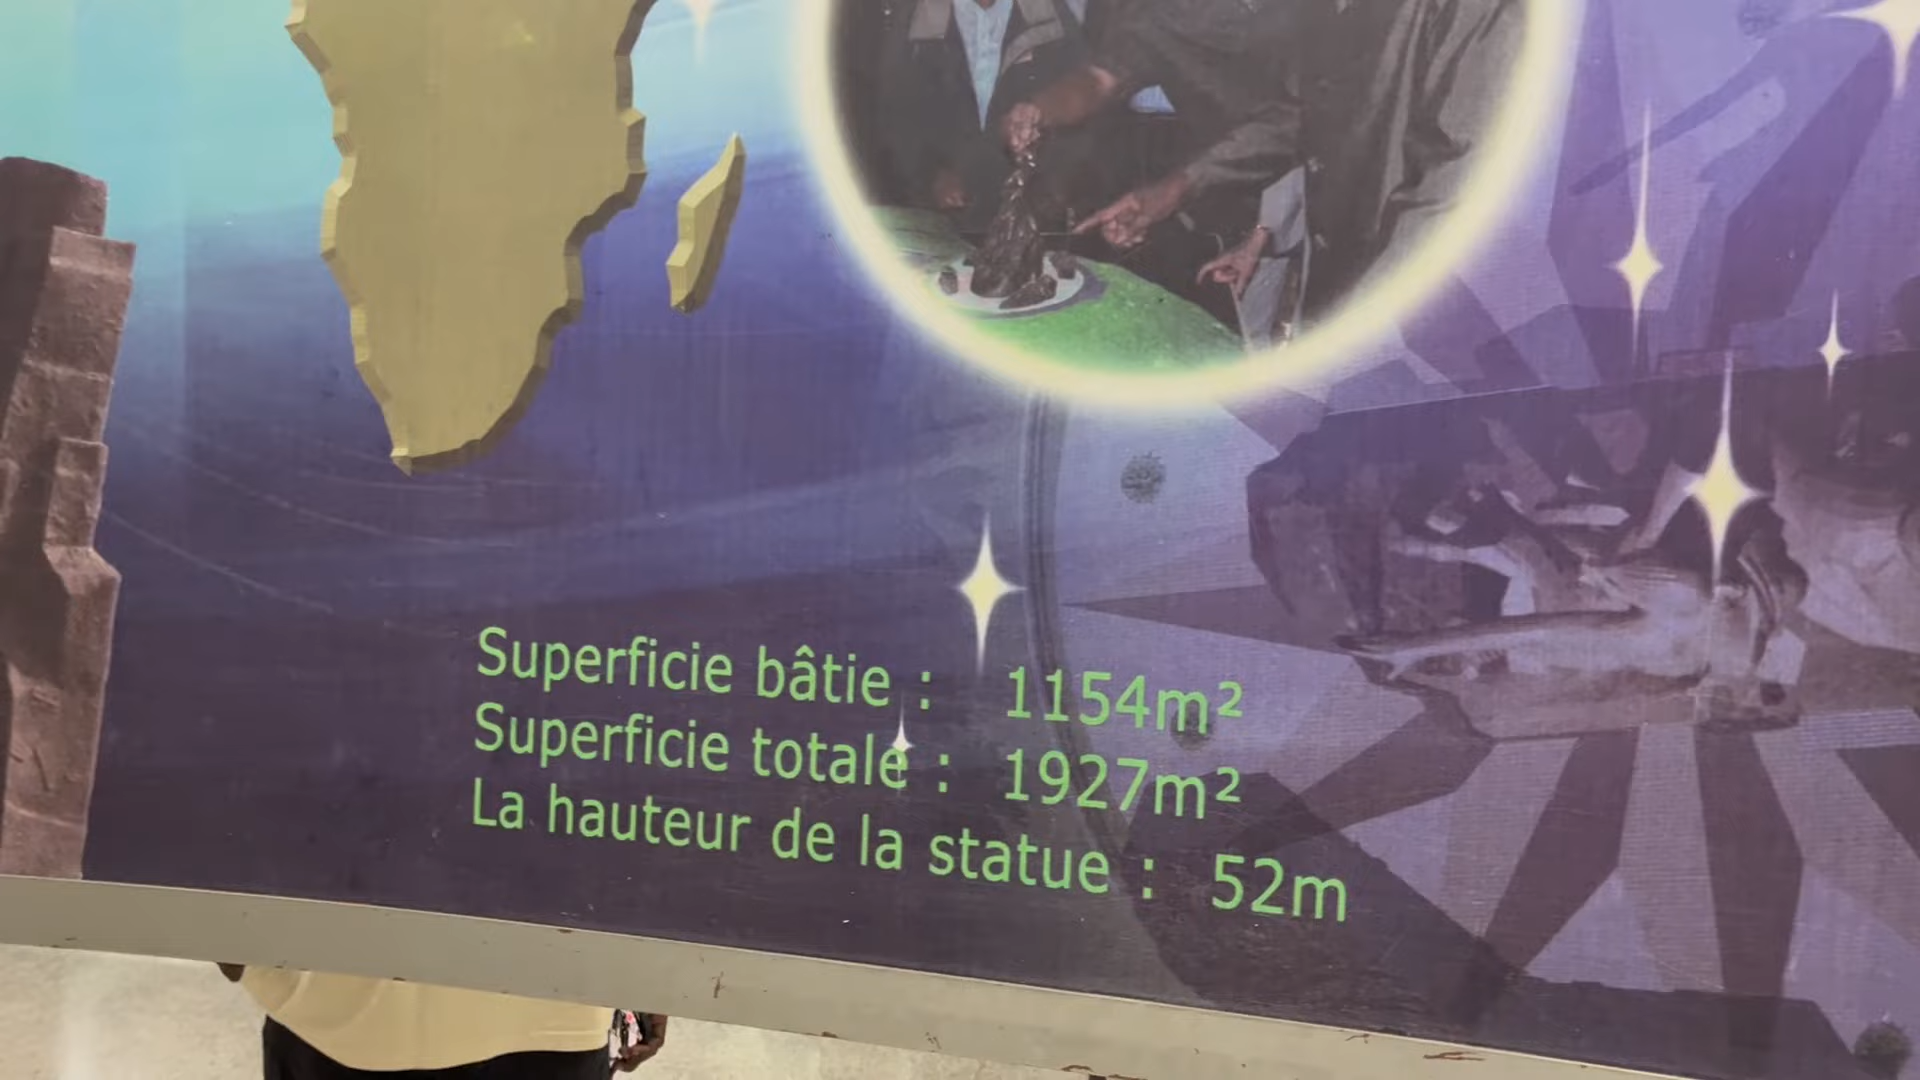 Superficie bâtie : 1154m²
Superficie totale : 1927m²
La hauteur de la statue : 52m